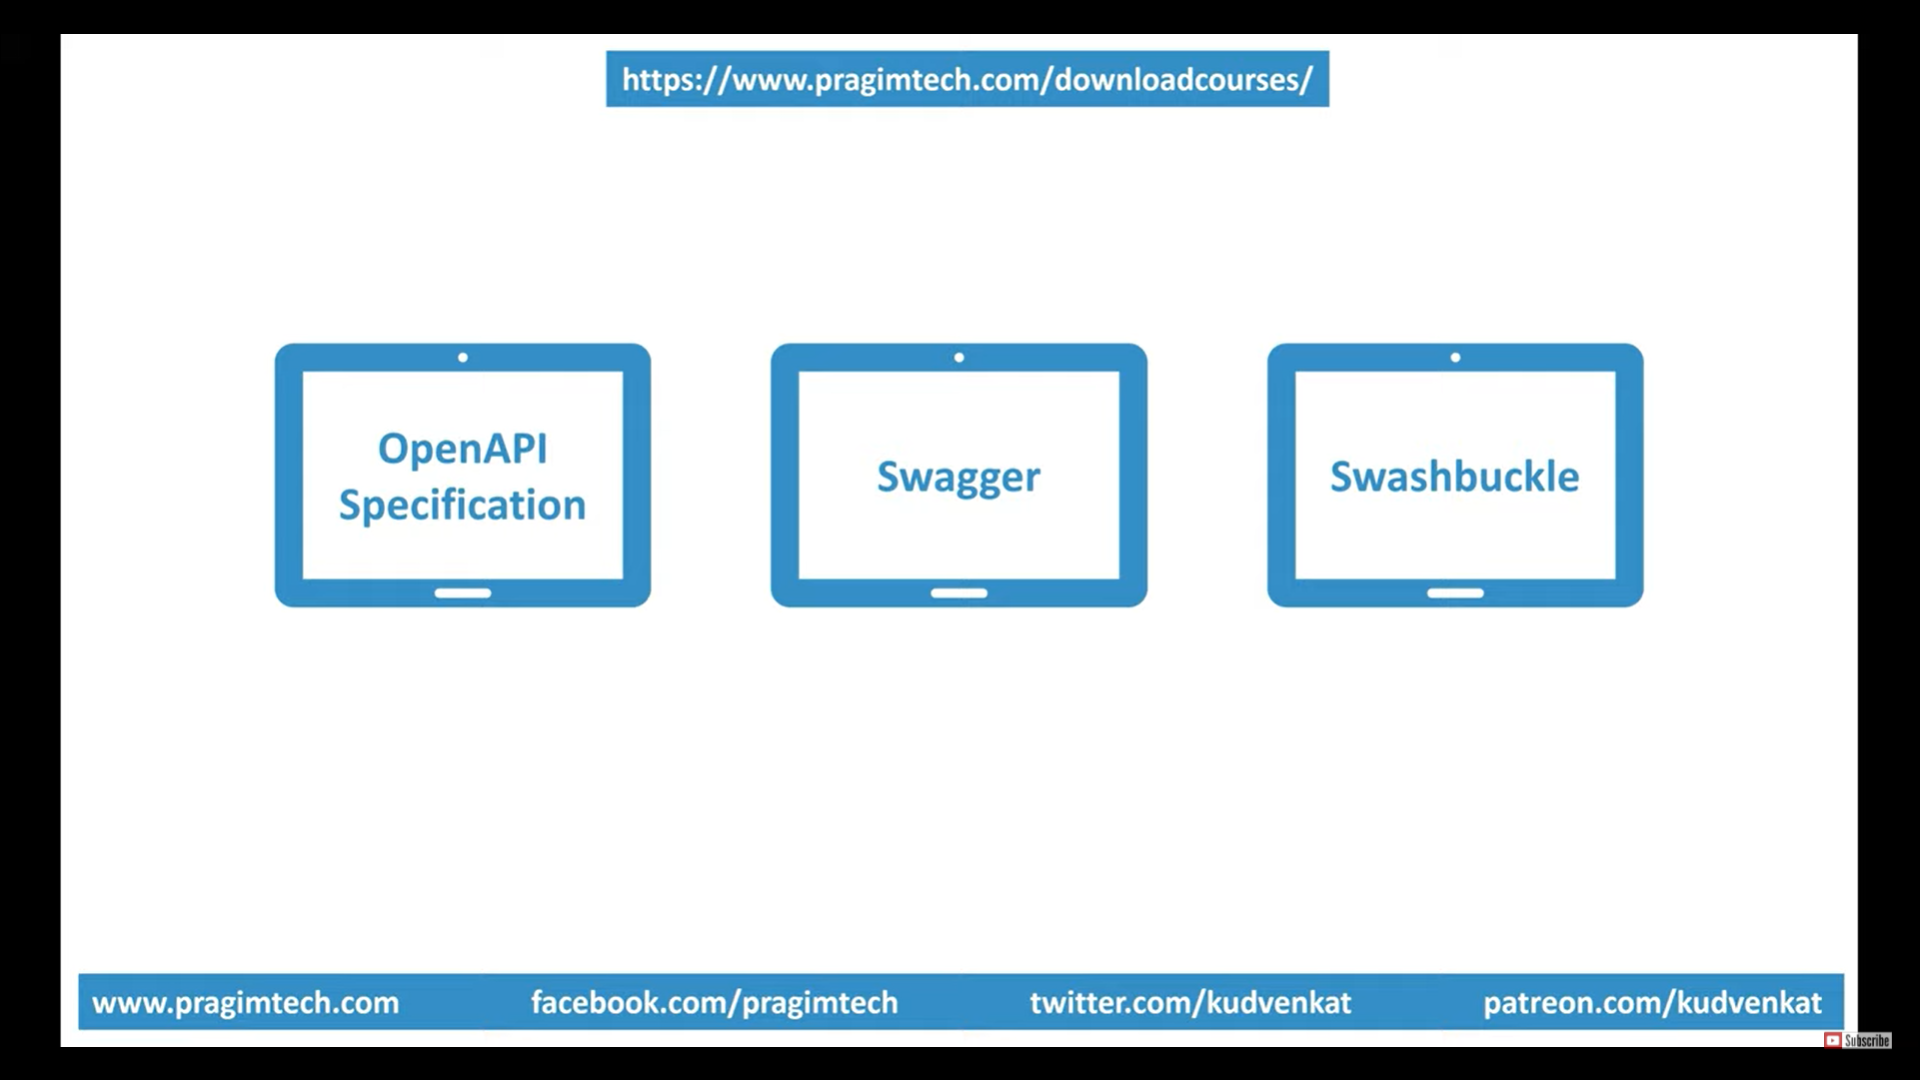 https://www.pragimtech.com/downloadcourses/
OpenAPI
Specification
Swagger
Swashbuckle
www.pragimtech.com facebook.com/pragimtech twitter.com/kudvenkat patreon.com/kudvenkat
Subscribe